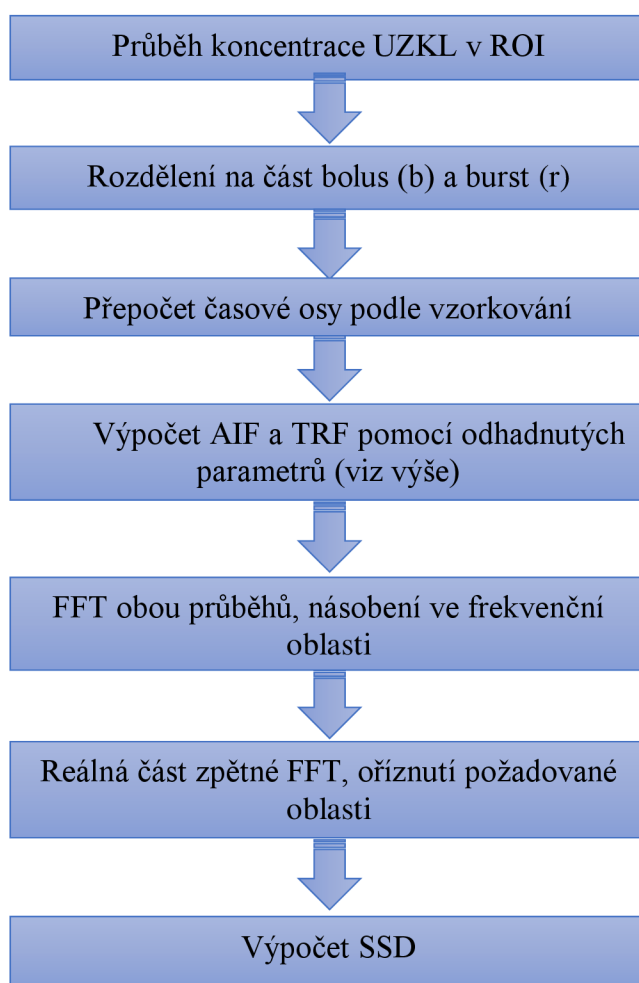 Průběh koncentrace UZKL v ROI
Rozdělení na část bolus (b) a burst (r)
Přepočet časové osy podle vzorkování
Výpočet AIF a TRF pomocí odhadnutých
parametrů (viz výše)
FFT obou průběhů, násobení ve frekvenční
oblasti
Reálná část zpětné FFT, oříznutí požadované
oblasti
Výpočet SSD